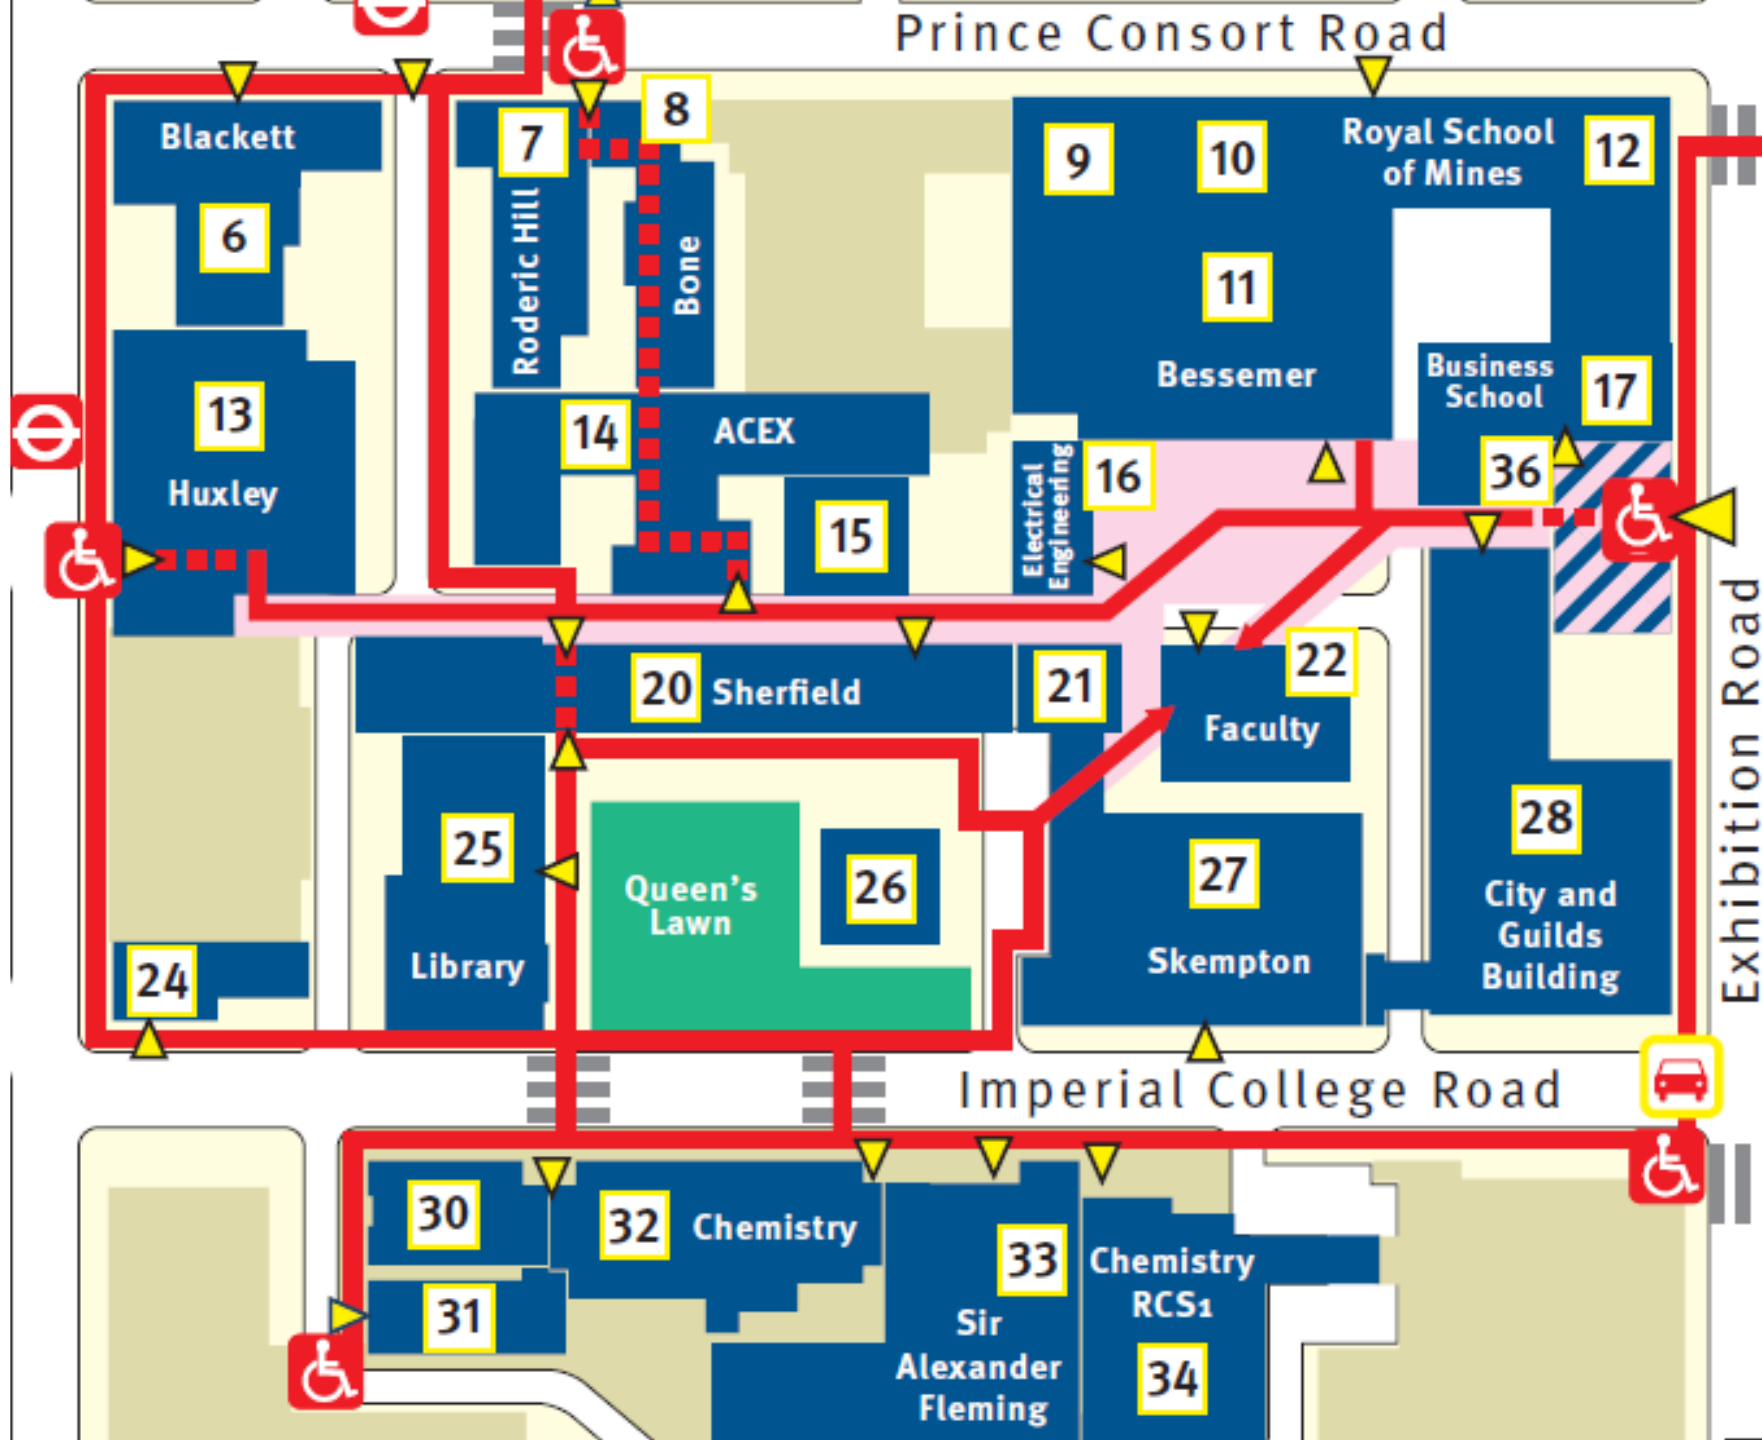 Prince Consort Road
Blackett
6
7
8
Roderic Hill
Bone
9
10
Royal School
of Mines
12
11
Bessemer
Business
School
17
13
Huxley
14
ACEX
15
Electrical
Engineering
16
36
20
Sherfield
21
22
Faculty
Exhibition Road
25
Library
Queen's
Lawn
26
27
Skempton
28
City and
Guilds
Building
24
Imperial College Road
30
31
32
Chemistry
33
Sir
Alexander
Fleming
Chemistry
RCS1
34